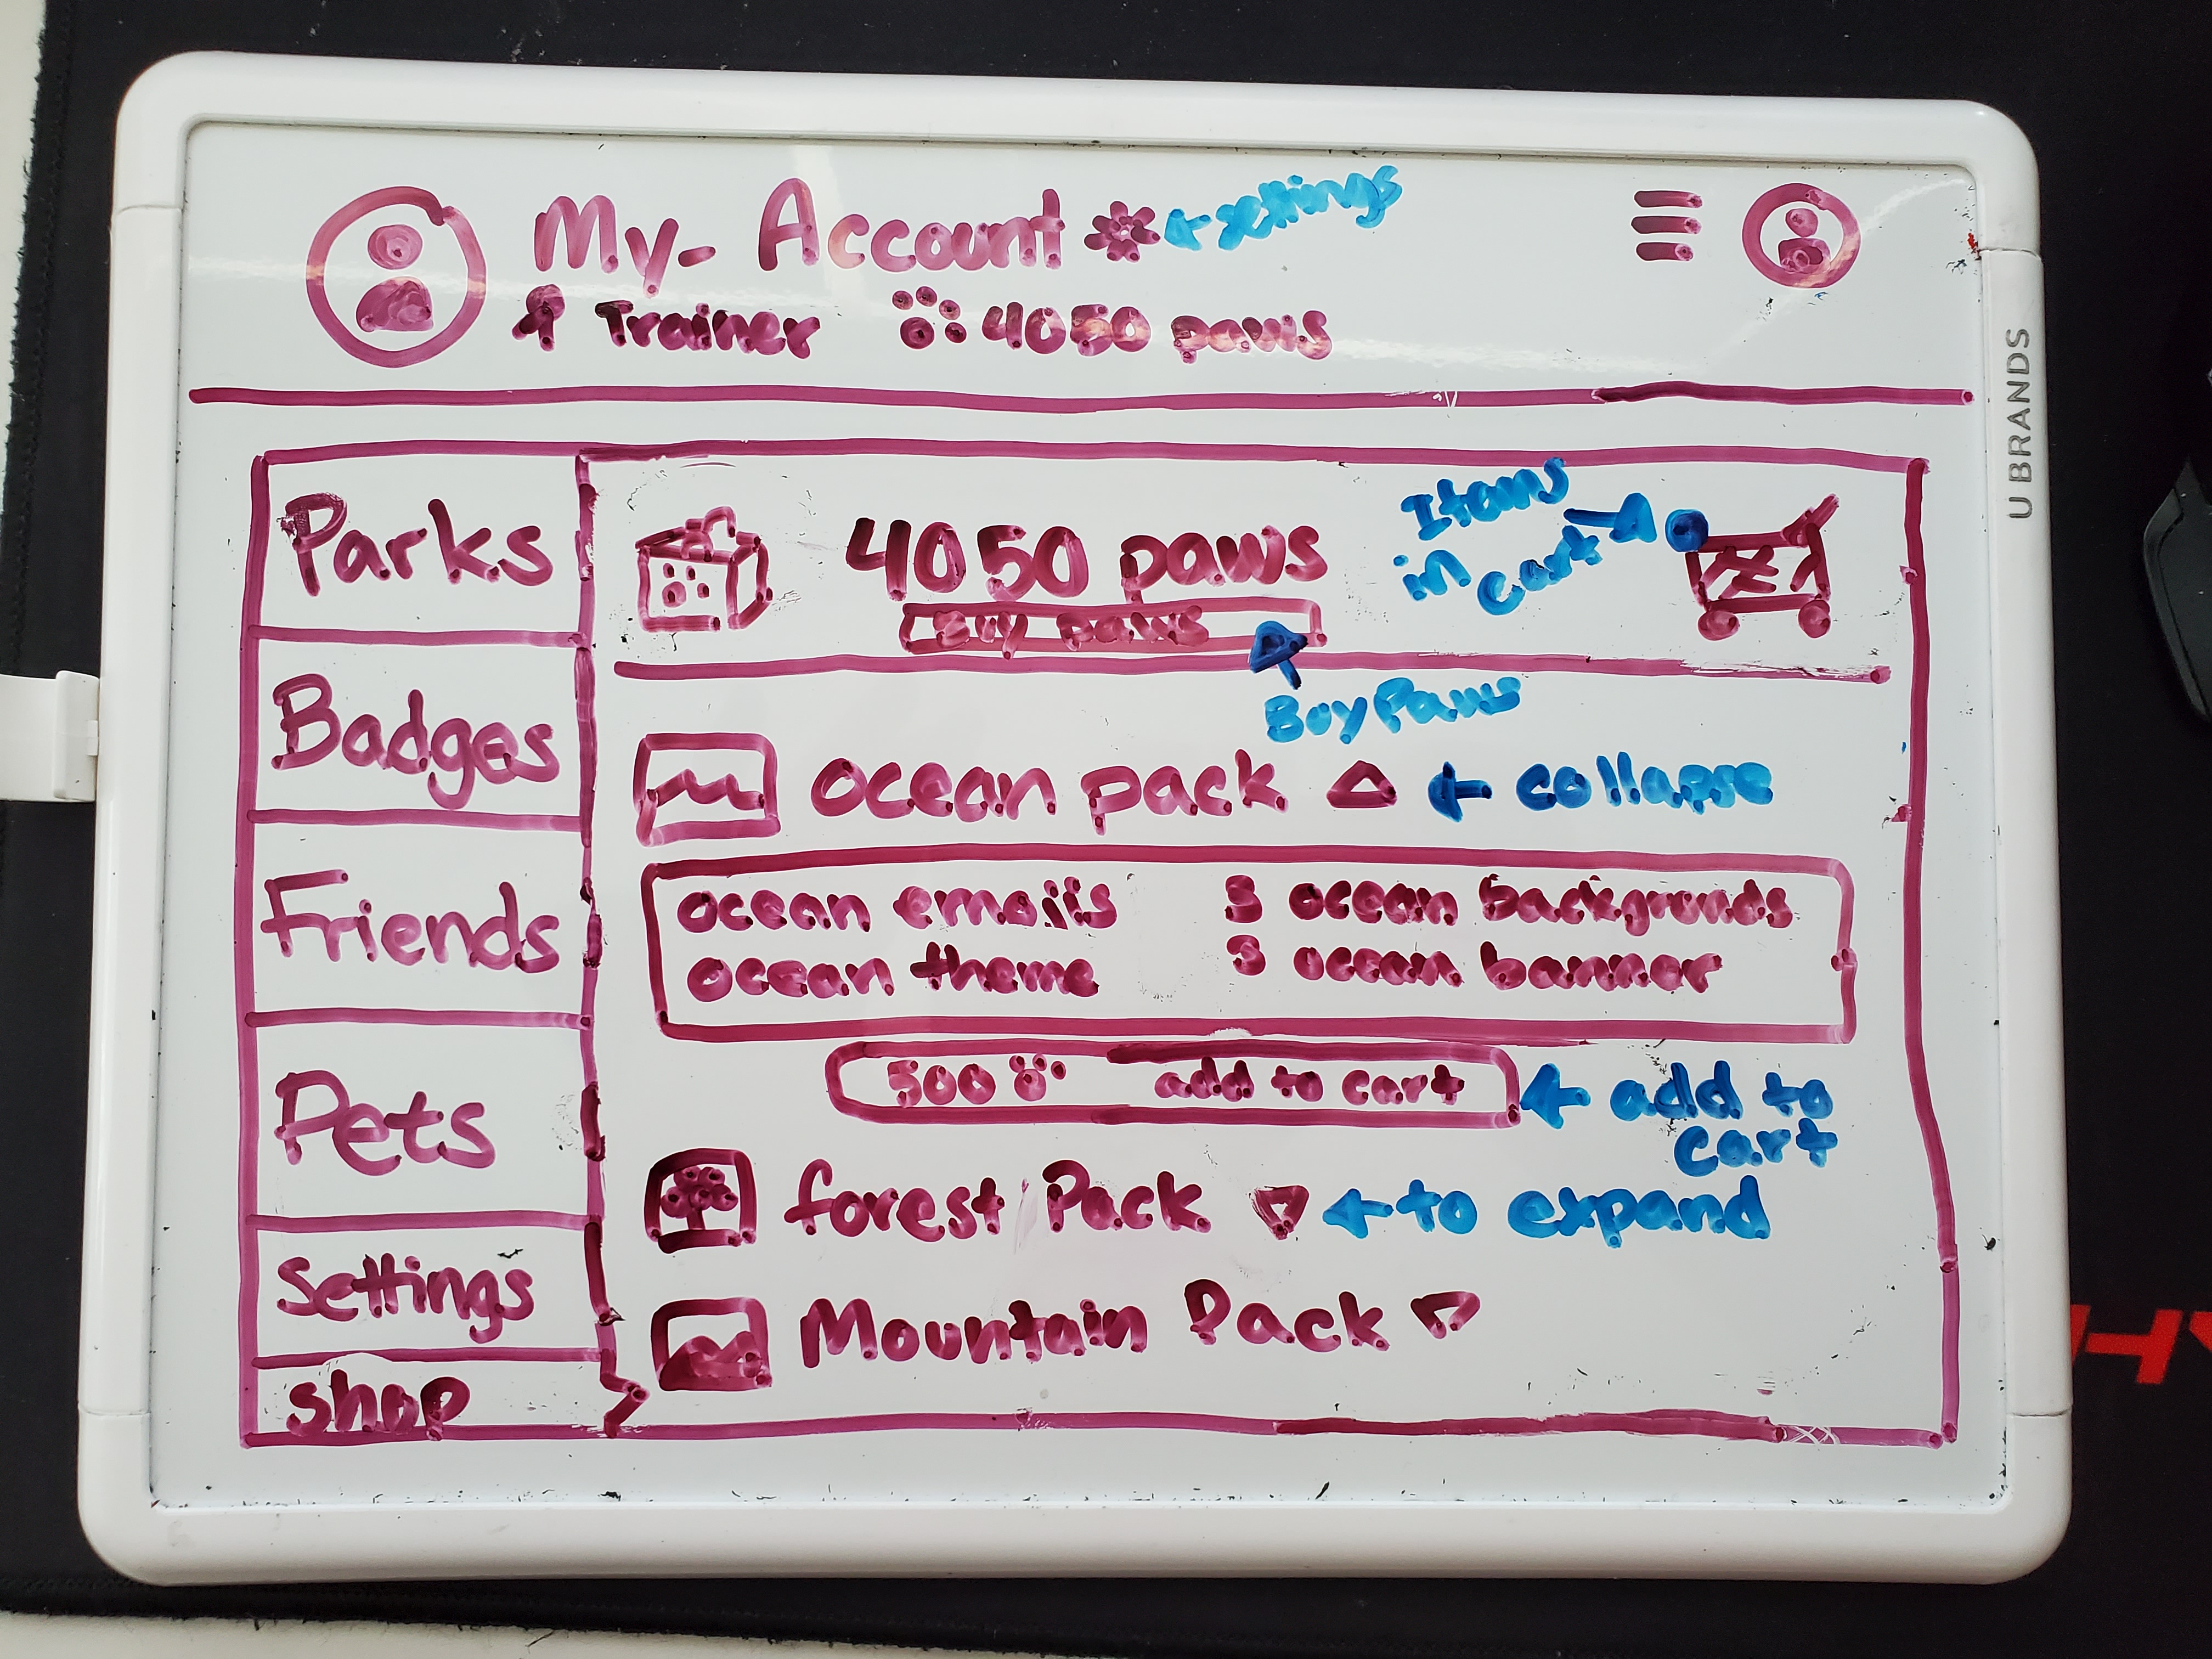 My- Account
settings
Trainer
4050 paws
U BRANDS
Parks
Badges
Friends
Pets
Settings
shop
4050 paws
Buy paws
Items
in
cart
Buy Paws
ocean pack
collapse
ocean emojis
3 ocean backgrounds
ocean theme
3 ocean banner
500
add to cart
add to
cart
forest Pack
to expand
Mountain Pack